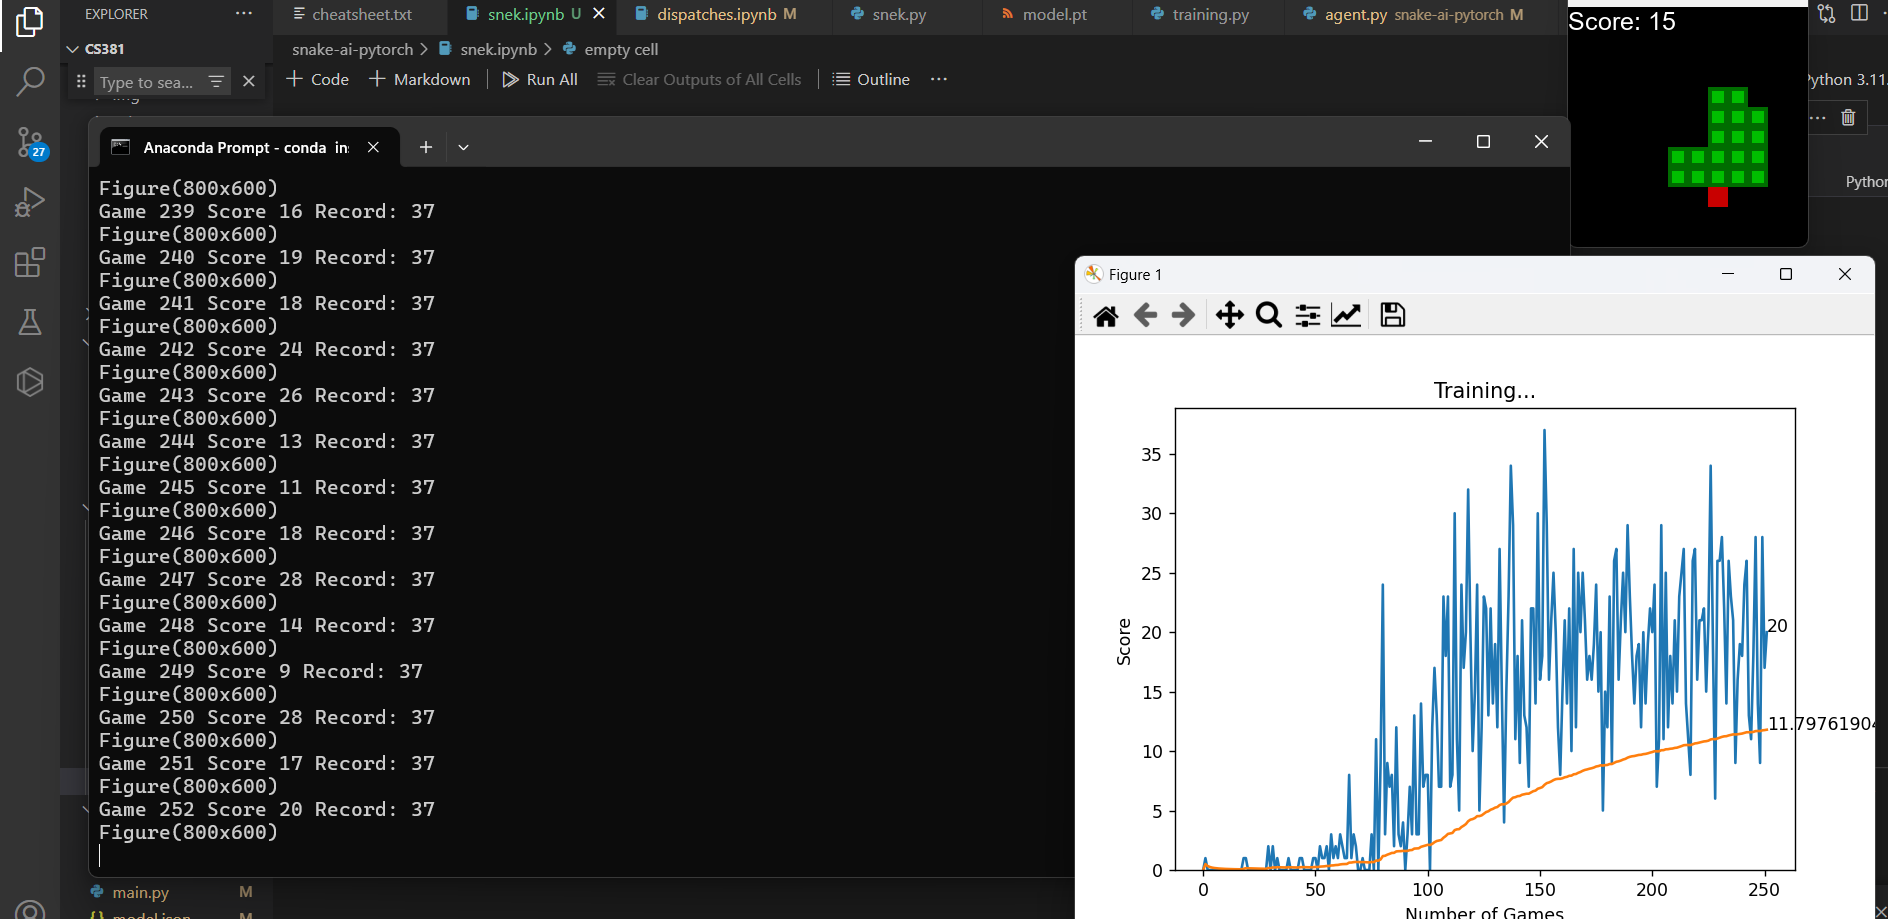 EXPLORER
cheatsheet.txt
snek.ipynb U
dispatches.ipynb M
snek.py
model.pt
training.py
agent.py snake-ai-pytorch M
CS381
snake-ai-pytorch > snek.ipynb > empty cell
Type to sea...
Code
Markdown
Run All
Clear Outputs of All Cells
Outline
Python 3.11.
Python
27
Anaconda Prompt - conda in
Figure(800x600)
Game 239 Score 16 Record: 37
Figure(800x600)
Game 240 Score 19 Record: 37
Figure(800x600)
Game 241 Score 18 Record: 37
Figure(800x600)
Game 242 Score 24 Record: 37
Figure(800x600)
Game 243 Score 26 Record: 37
Figure(800x600)
Game 244 Score 13 Record: 37
Figure(800x600)
Game 245 Score 11 Record: 37
Figure(800x600)
Game 246 Score 18 Record: 37
Figure(800x600)
Game 247 Score 28 Record: 37
Figure(800x600)
Game 248 Score 14 Record: 37
Figure(800x600)
Game 249 Score 9 Record: 37
Figure(800x600)
Game 250 Score 28 Record: 37
Figure(800x600)
Game 251 Score 17 Record: 37
Figure(800x600)
Game 252 Score 20 Record: 37
Figure(800x600)
main.py M
model.json M
Score: 15
Figure 1
Training...
35
30
25
20
15
10
5
0
Score
20
11.79761904
0 50 100 150 200 250
Number of Games